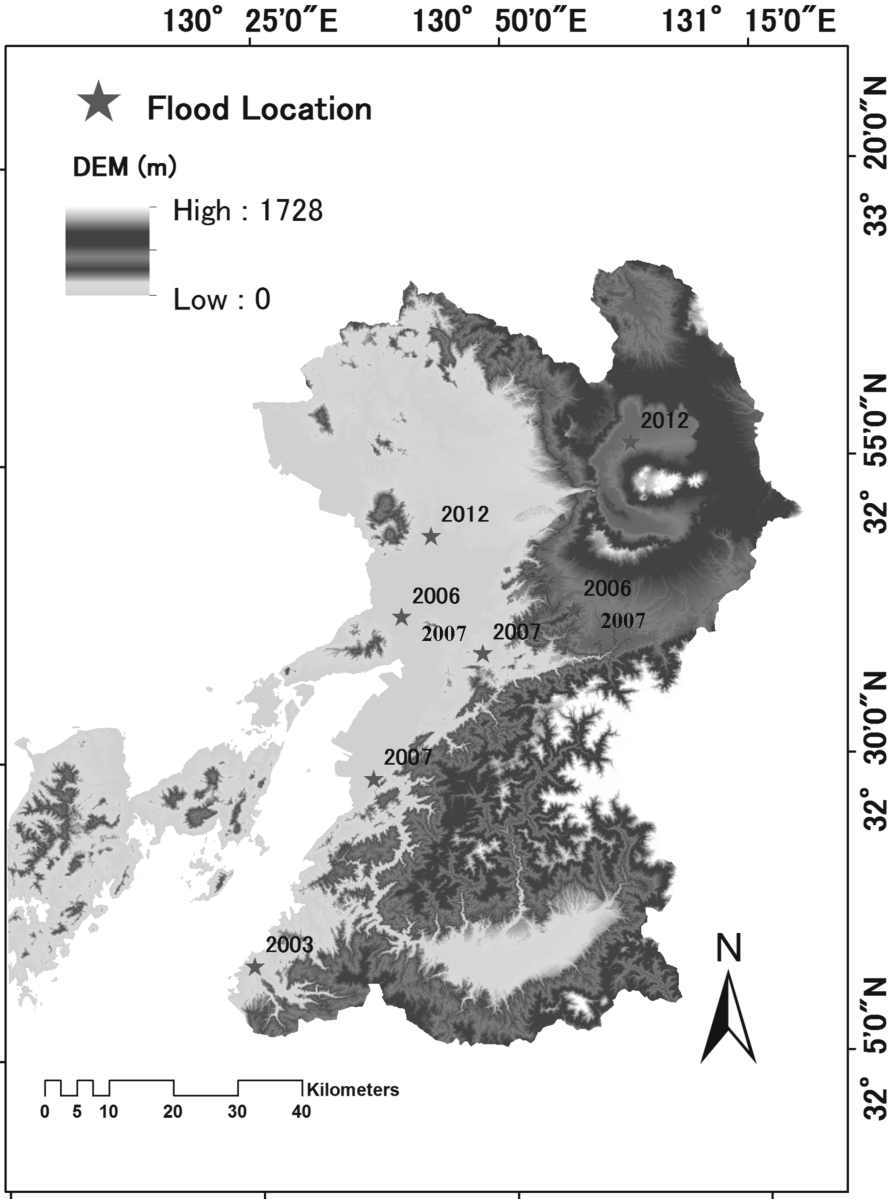 130° 25'0"E 130° 50'0"E 131° 15'0"E
Flood Location
DEM (m)
High : 1728
Low : 0
33° 20'0"N
2012
32° 55'0"N
2012
2006
2006
2007
2007
2007
32° 30'0"N
2007
2003
N
32° 5'0"N
Kilometers
0 5 10 20 30 40